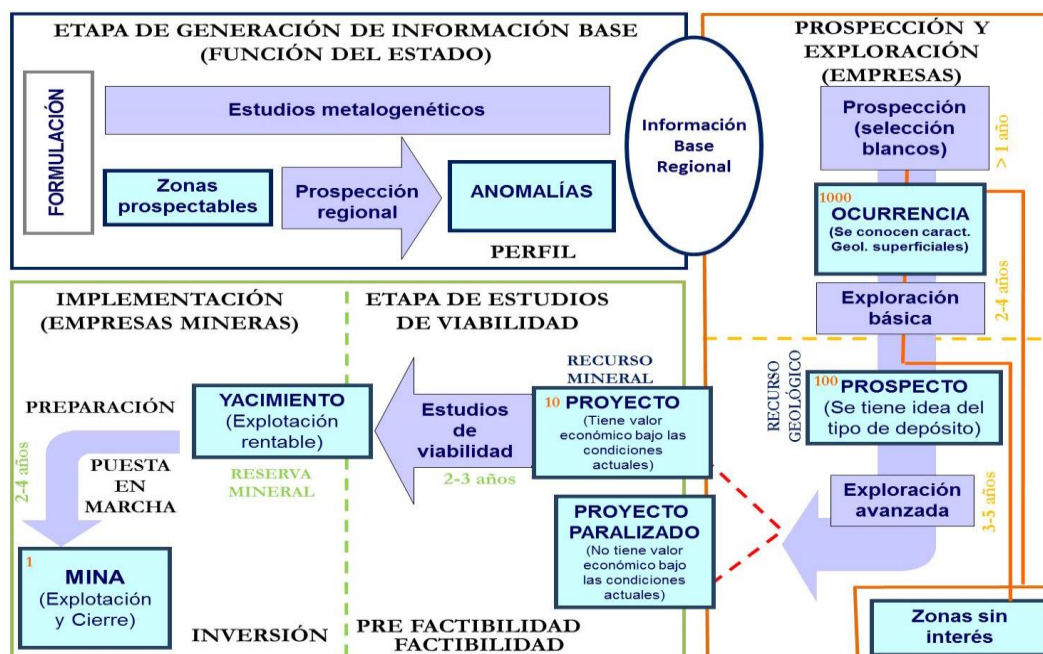 ETAPA DE GENERACIÓN DE INFORMACIÓN BASE
(FUNCIÓN DEL ESTADO)
FORMULACIÓN
Estudios metalogenéticos
Zonas
prospectables
Prospección
regional
ANOMALÍAS
PERFIL
Información
Base
Regional
PROSPECCIÓN Y
EXPLORACIÓN
(EMPRESAS)
Prospección
(selección
blancos)
> 1 año
1000
OCURRENCIA
(Se conocen caract.
Geol. superficiales)
2-4 años
Exploración
básica
RECURSO
GEOLÓGICO
100
PROSPECTO
(Se tiene idea del
tipo de depósito)
Exploración
avanzada
3-5 años
Zonas sin
interés
IMPLEMENTACIÓN
(EMPRESAS MINERAS)
ETAPA DE ESTUDIOS
DE VIABILIDAD
RECURSO
MINERAL
10
PROYECTO
(Tiene valor
económico bajo las
condiciones
actuales)
PROYECTO
PARALIZADO
(No tiene valor
económico bajo
las condiciones
actuales)
Estudios
de
viabilidad
2-3 años
YACIMIENTO
(Explotación
rentable)
RESERVA
MINERAL
PREPARACIÓN
PUESTA
EN
MARCHA
2-4 años
1
MINA
(Explotación
y Cierre)
INVERSIÓN
PRE FACTIBILIDAD
FACTIBILIDAD